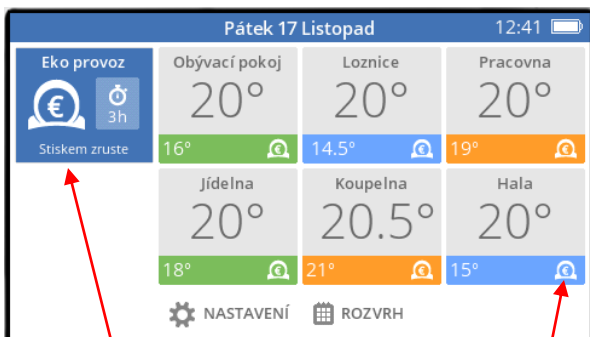 Pátek 17 Listopad 12:41
Eko provoz
€ 3h
Stiskem zruste
Obývací pokoj
20°
16° €
Loznice
20°
14.5° €
Pracovna
20°
19° €
Jídelna
20°
18° €
Koupelna
20.5°
21° €
Hala
20°
15° €
NASTAVENÍ ROZVRH